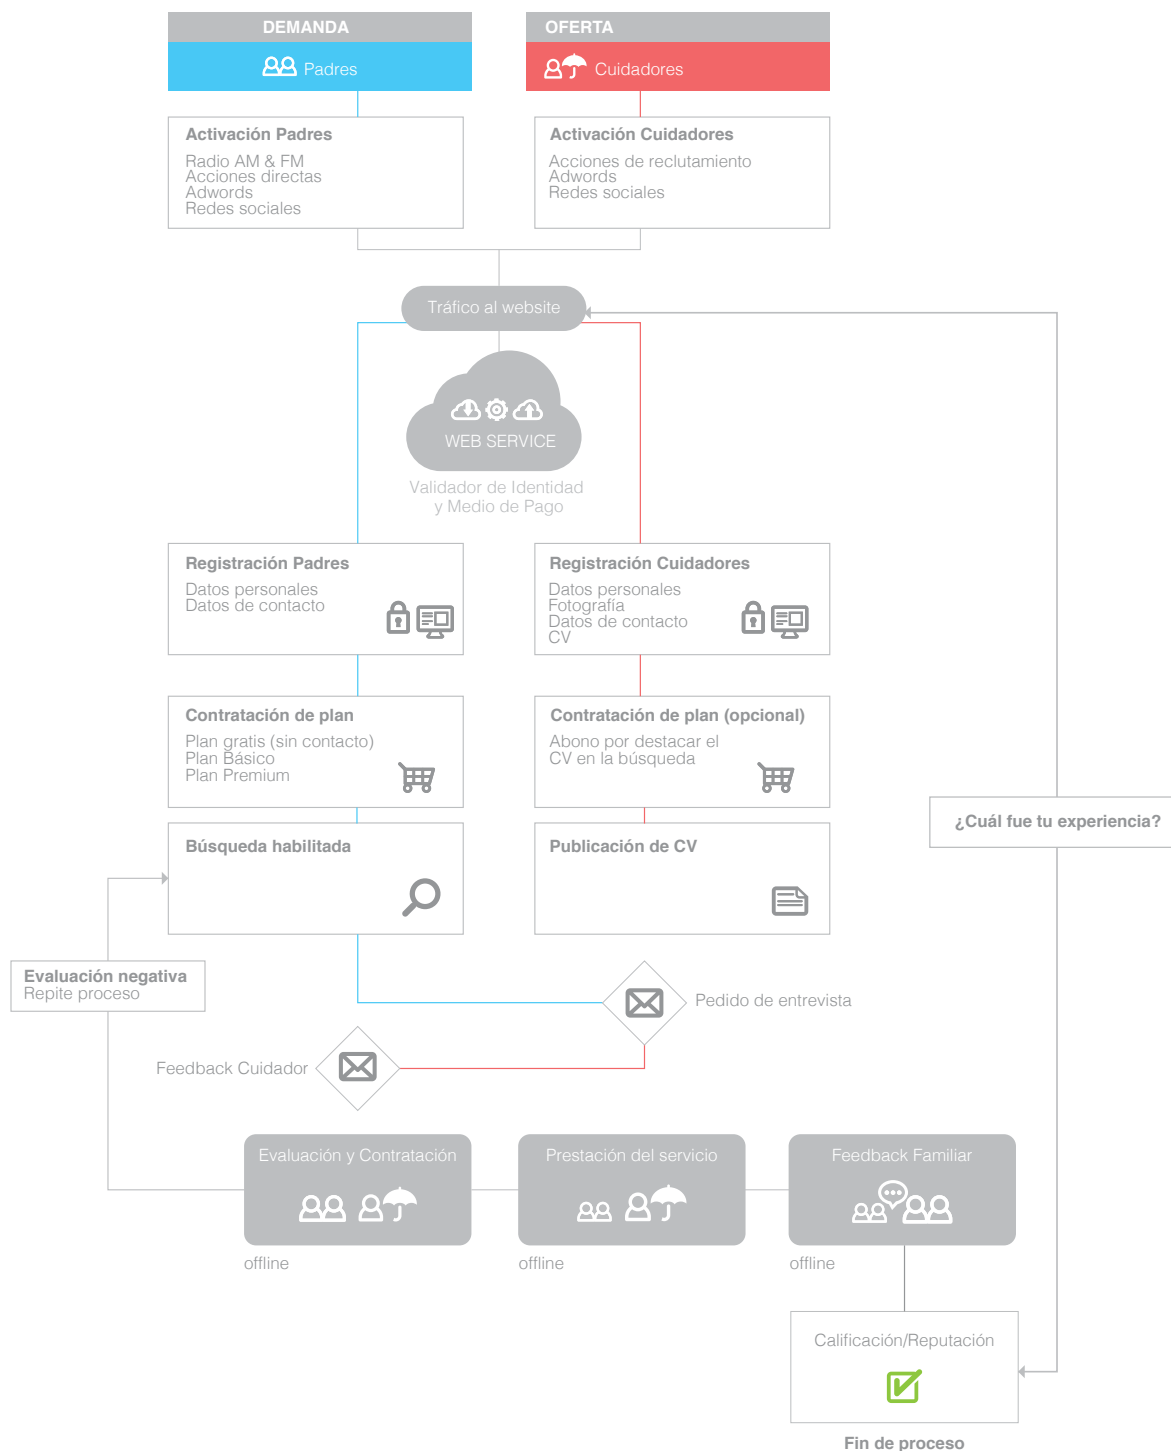 DEMANDA
Padres
OFERTA
Cuidadores
Activación Padres
Radio AM & FM
Acciones directas
Adwords
Redes sociales
Activación Cuidadores
Acciones de reclutamiento
Adwords
Redes sociales
Tráfico al website
WEB SERVICE
Validador de Identidad
y Medio de Pago
Registración Padres
Datos personales
Datos de contacto
Registración Cuidadores
Datos personales
Fotografía
Datos de contacto
CV
Contratación de plan
Plan gratis (sin contacto)
Plan Básico
Plan Premium
Contratación de plan (opcional)
Abono por destacar el
CV en la búsqueda
¿Cuál fue tu experiencia?
Búsqueda habilitada
Publicación de CV
Evaluación negativa
Repite proceso
Pedido de entrevista
Feedback Cuidador
Evaluación y Contratación
offline
Prestación del servicio
offline
Feedback Familiar
offline
Calificación/Reputación
Fin de proceso